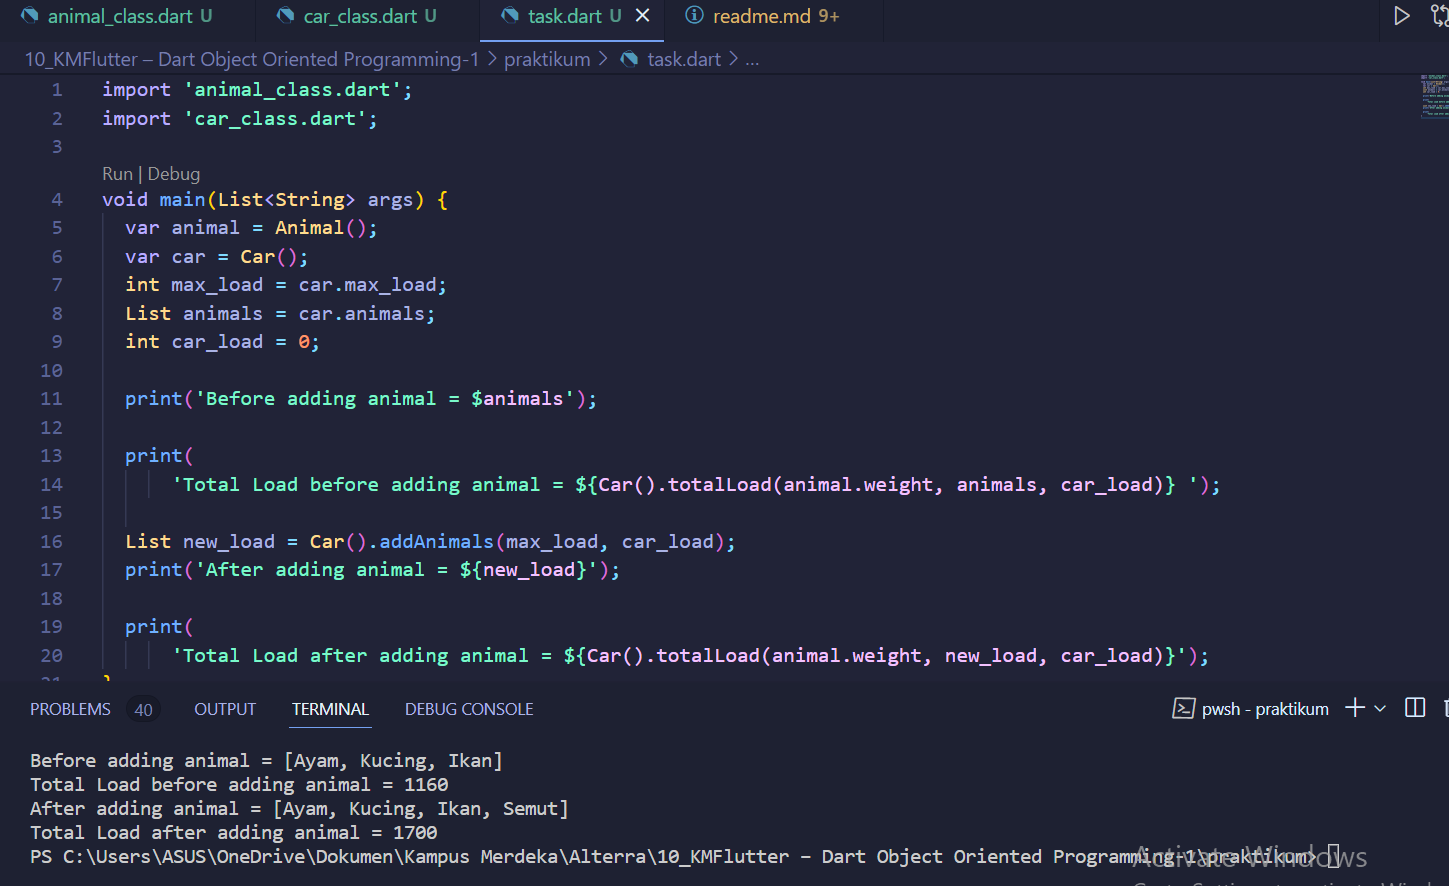 animal_class.dart U
car_class.dart U
task.dart U
readme.md 9+
10_KMFlutter – Dart Object Oriented Programming-1 > praktikum > task.dart > ...
1 import 'animal_class.dart';
2 import 'car_class.dart';
3
Run | Debug
4 void main(List<String> args) {
5 var animal = Animal();
6 var car = Car();
7 int max_load = car.max_load;
8 List animals = car.animals;
9 int car_load = 0;
10
11 print('Before adding animal = $animals');
12
13 print(
14 'Total Load before adding animal = ${Car().totalLoad(animal.weight, animals, car_load)} ');
15
16 List new_load = Car().addAnimals(max_load, car_load);
17 print('After adding animal = ${new_load}');
18
19 print(
20 'Total Load after adding animal = ${Car().totalLoad(animal.weight, new_load, car_load)}');
PROBLEMS 40 OUTPUT TERMINAL DEBUG CONSOLE
pwsh - praktikum
Before adding animal = [Ayam, Kucing, Ikan]
Total Load before adding animal = 1160
After adding animal = [Ayam, Kucing, Ikan, Semut]
Total Load after adding animal = 1700
PS C:\Users\ASUS\OneDrive\Dokumen\Kampus Merdeka\Alterra\10_KMFlutter – Dart Object Oriented Programming-1\praktikum>
Activate Windows